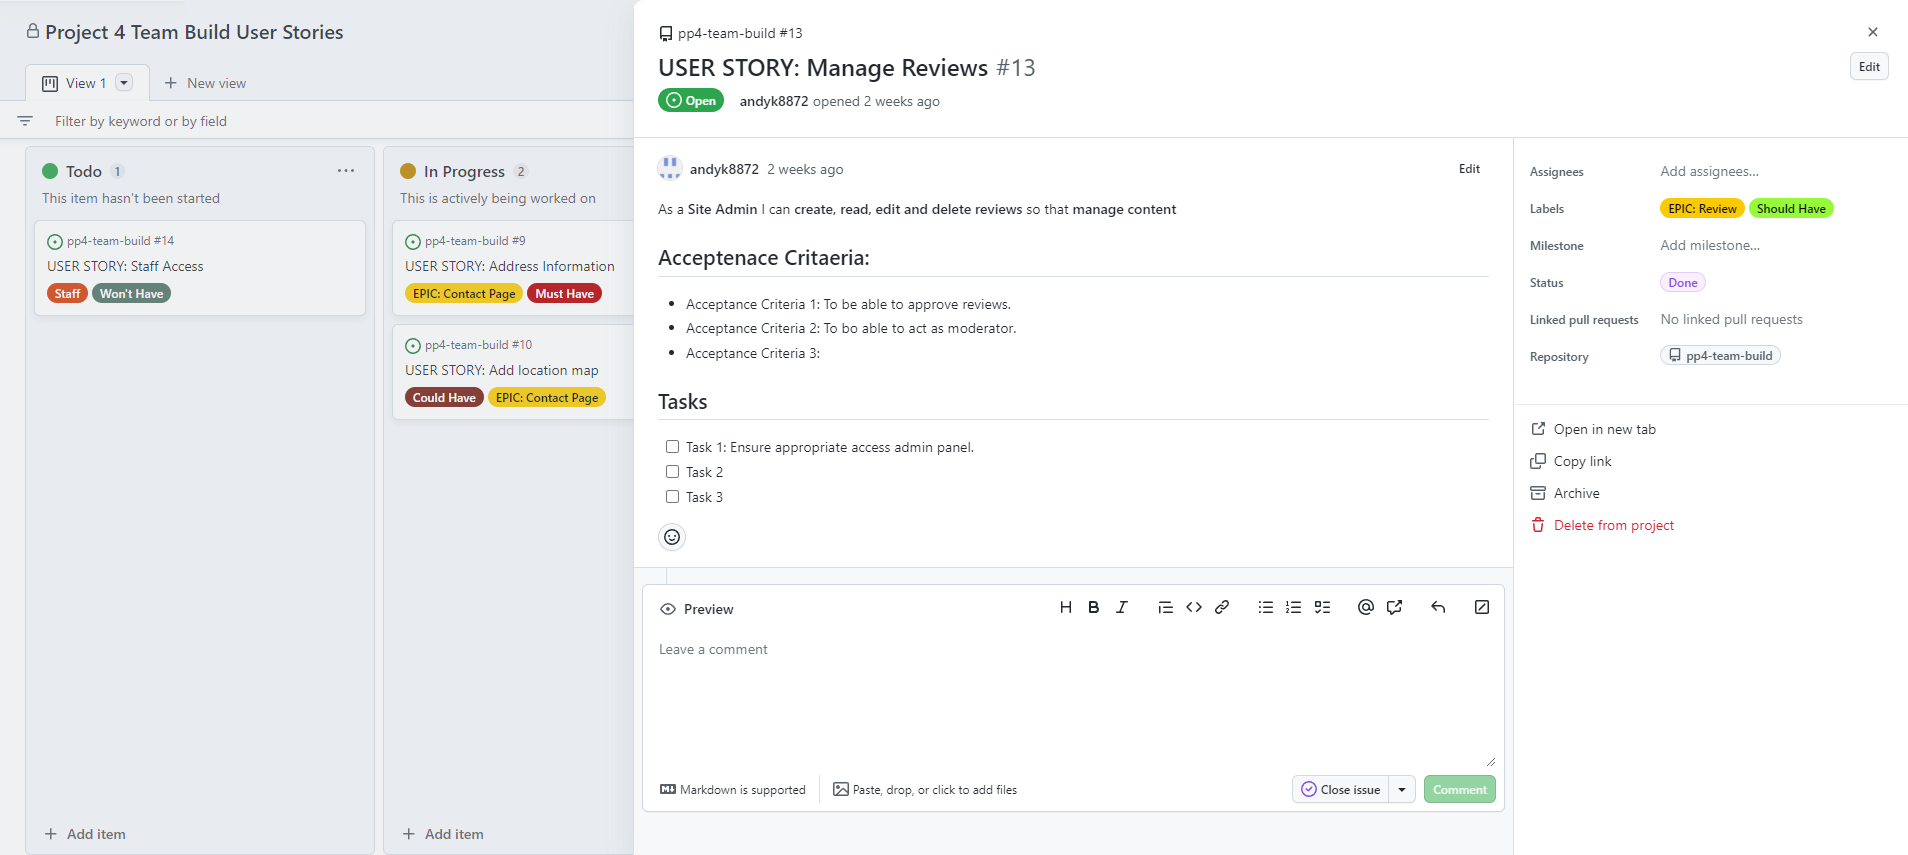 Project 4 Team Build User Stories
View 1
New view
Filter by keyword or by field
Todo 1
This item hasn't been started
pp4-team-build #14
USER STORY: Staff Access
Staff Won't Have
Add item
In Progress 2
This is actively being worked on
pp4-team-build #9
USER STORY: Address Information
EPIC: Contact Page Must Have
pp4-team-build #10
USER STORY: Add location map
Could Have EPIC: Contact Page
Add item
pp4-team-build #13
USER STORY: Manage Reviews #13
Edit
Open andyk8872 opened 2 weeks ago
andyk8872 2 weeks ago Edit
As a Site Admin I can create, read, edit and delete reviews so that manage content
Acceptenace Critaeria:
Acceptance Criteria 1: To be able to approve reviews.
Acceptance Criteria 2: To bo able to act as moderator.
Acceptance Criteria 3:
Tasks
Task 1: Ensure appropriate access admin panel.
Task 2
Task 3
Preview
H B I
Leave a comment
Markdown is supported
Paste, drop, or click to add files
Close issue
Comment
Assignees Add assignees...
Labels EPIC: Review Should Have
Milestone Add milestone...
Status Done
Linked pull requests No linked pull requests
Repository pp4-team-build
Open in new tab
Copy link
Archive
Delete from project